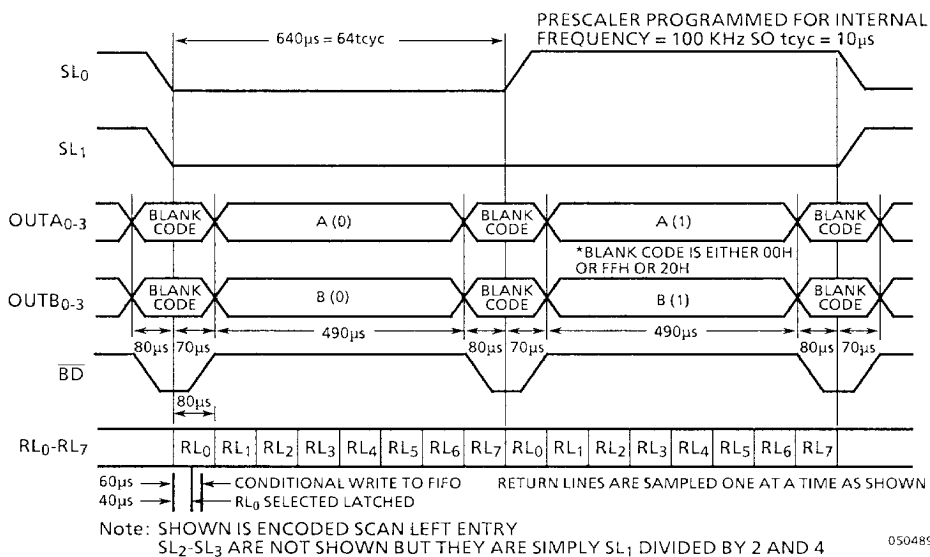 PRESCALER PROGRAMMED FOR INTERNAL
FREQUENCY = 100 KHz SO tcyc = 10µs
640µs = 64tcyc
SL0
SL1
OUTA0-3
BLANK CODE
A (0)
BLANK CODE
A (1)
BLANK CODE
*BLANK CODE IS EITHER 00H
OR FFH OR 20H
OUTB0-3
BLANK CODE
B (0)
BLANK CODE
B (1)
BLANK CODE
80µs 70µs 490µs 80µs 70µs 490µs 80µs 70µs
BD
80µs
RL0-RL7 RL0 RL1 RL2 RL3 RL4 RL5 RL6 RL7 RL0 RL1 RL2 RL3 RL4 RL5 RL6 RL7
60µs CONDITIONAL WRITE TO FIFO RETURN LINES ARE SAMPLED ONE AT A TIME AS SHOWN
40µs RL0 SELECTED LATCHED
Note: SHOWN IS ENCODED SCAN LEFT ENTRY
SL2-SL3 ARE NOT SHOWN BUT THEY ARE SIMPLY SL1 DIVIDED BY 2 AND 4
050489